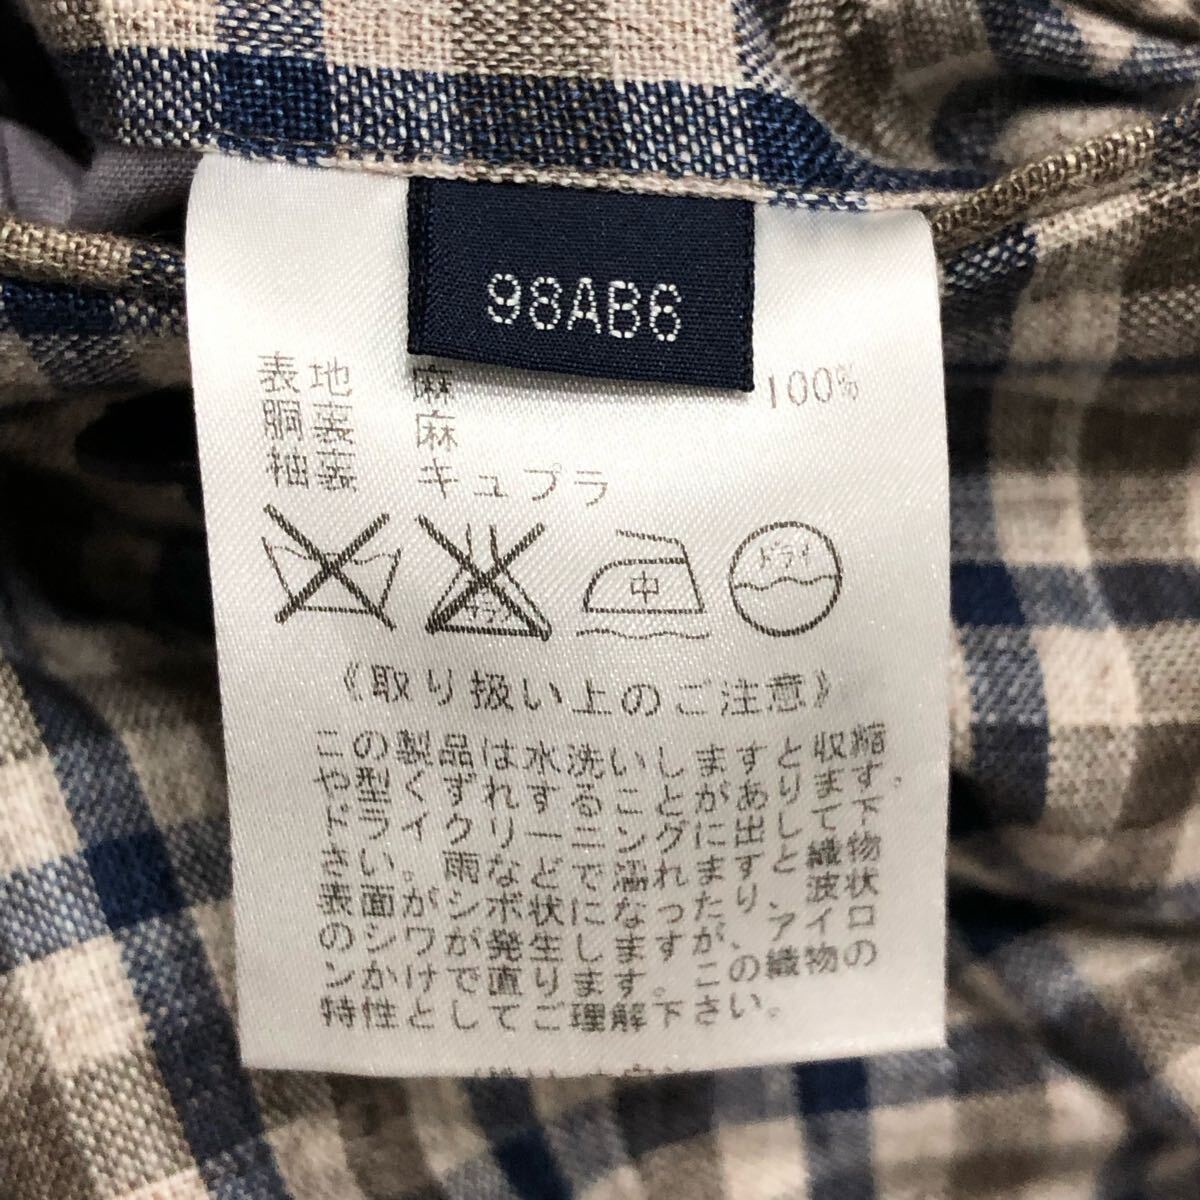 98AB6
表地 麻 100%
胴裏 麻
袖裏 キュプラ
エンソ サラシ
中
ドライ
《取り扱い上のご注意》
この製品は水洗いしますと収縮
や型くずれすることがあります。
ドライクリーニングに出して下
さい。雨などで濡れますと、織物
表面がシボ状になったり、波状
のシワが発生しますが、アイロ
ンかけで直ります。この織物の
特性としてご理解下さい。